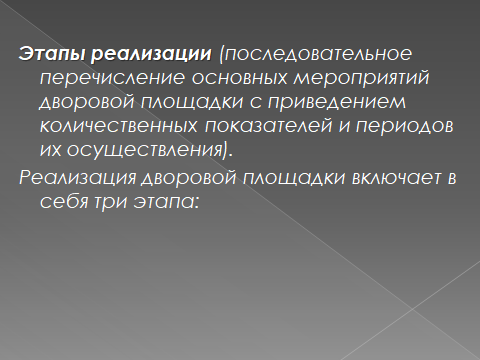 Этапы реализации (последовательное
перечисление основных мероприятий
дворовой площадки с приведением
количественных показателей и периодов
их осуществления).
Реализация дворовой площадки включает в
себя три этапа: